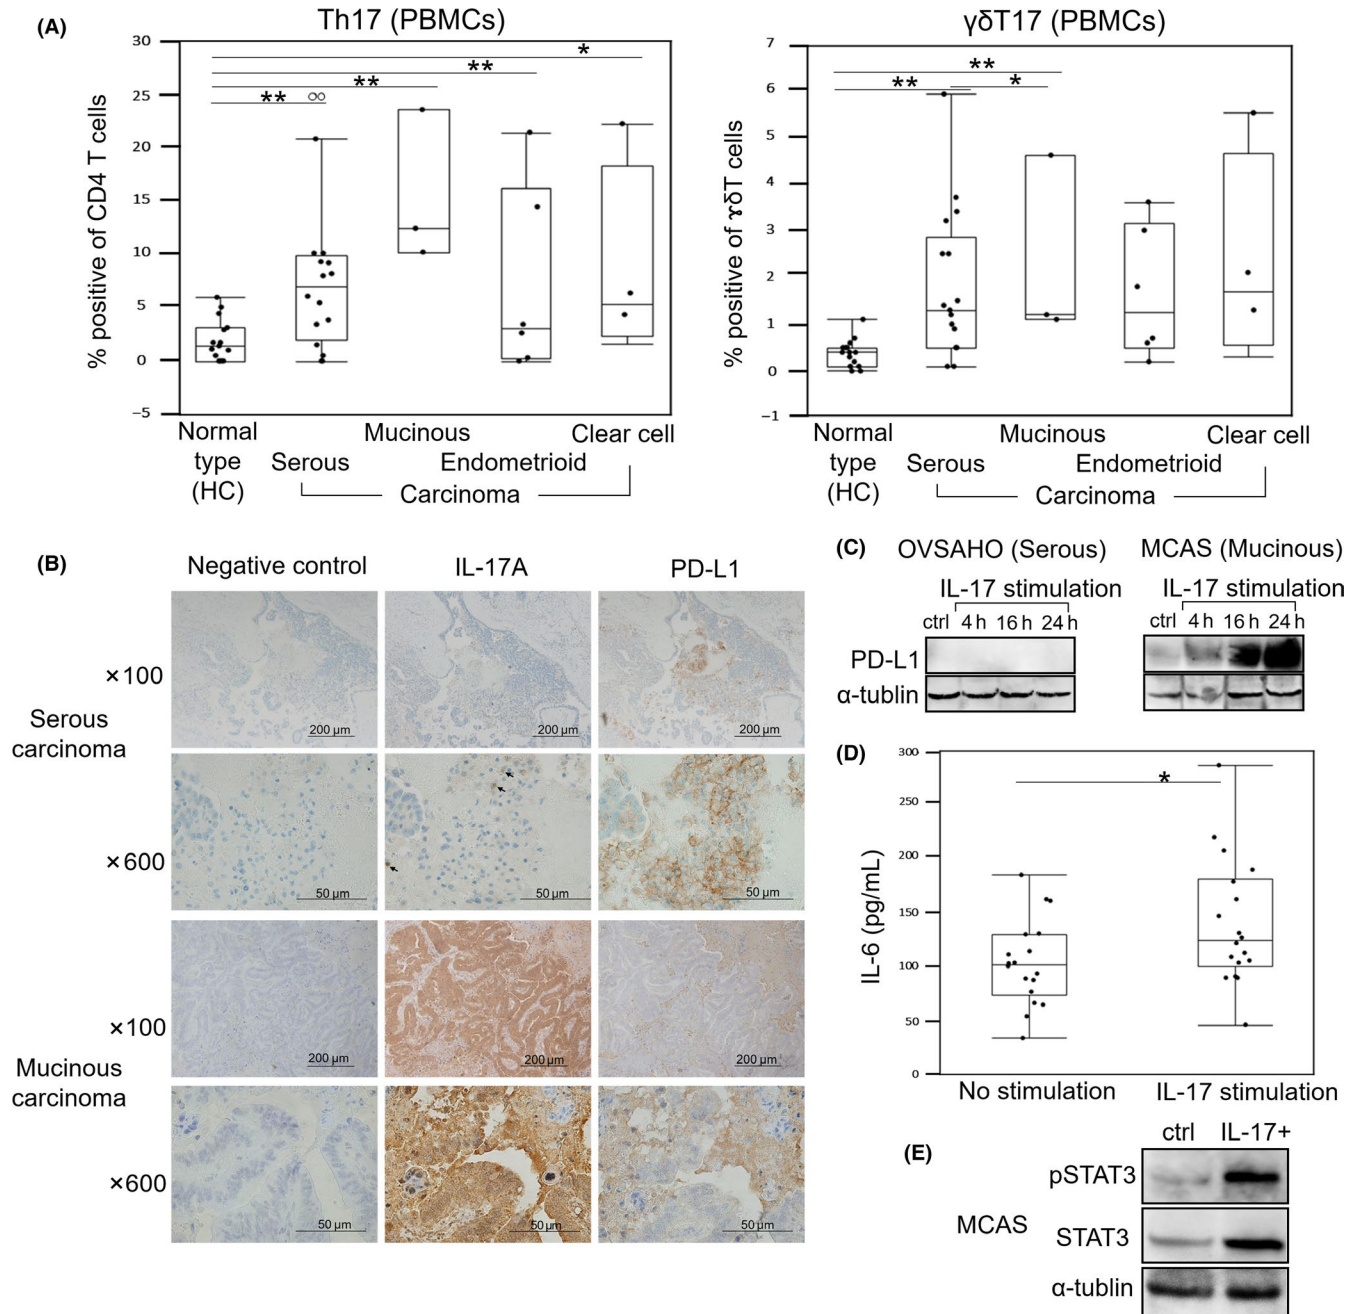 (A)
Th17 (PBMCs)
% positive of CD4 T cells
30
25
20
15
10
5
0
−5
*
**
**
** ∞
Normal type (HC)
Serous
Mucinous
Endometrioid
Clear cell
Carcinoma
γδT17 (PBMCs)
% positive of γδT cells
7
6
5
4
3
2
1
0
−1
**
** *
Normal type (HC)
Serous
Mucinous
Endometrioid
Clear cell
Carcinoma
(B)
Negative control IL-17A PD-L1
Serous carcinoma
×100
200 µm 200 µm 200 µm
×600
50 µm 50 µm 50 µm
Mucinous carcinoma
×100
200 µm 200 µm 200 µm
×600
50 µm 50 µm 50 µm
(C)
OVSAHO (Serous) MCAS (Mucinous)
IL-17 stimulation IL-17 stimulation
ctrl 4 h 16 h 24 h ctrl 4 h 16 h 24 h
PD-L1
α-tublin
(D)
IL-6 (pg/mL)
300
250
200
150
100
50
0
*
No stimulation IL-17 stimulation
(E)
ctrl IL-17+
MCAS
pSTAT3
STAT3
α-tublin